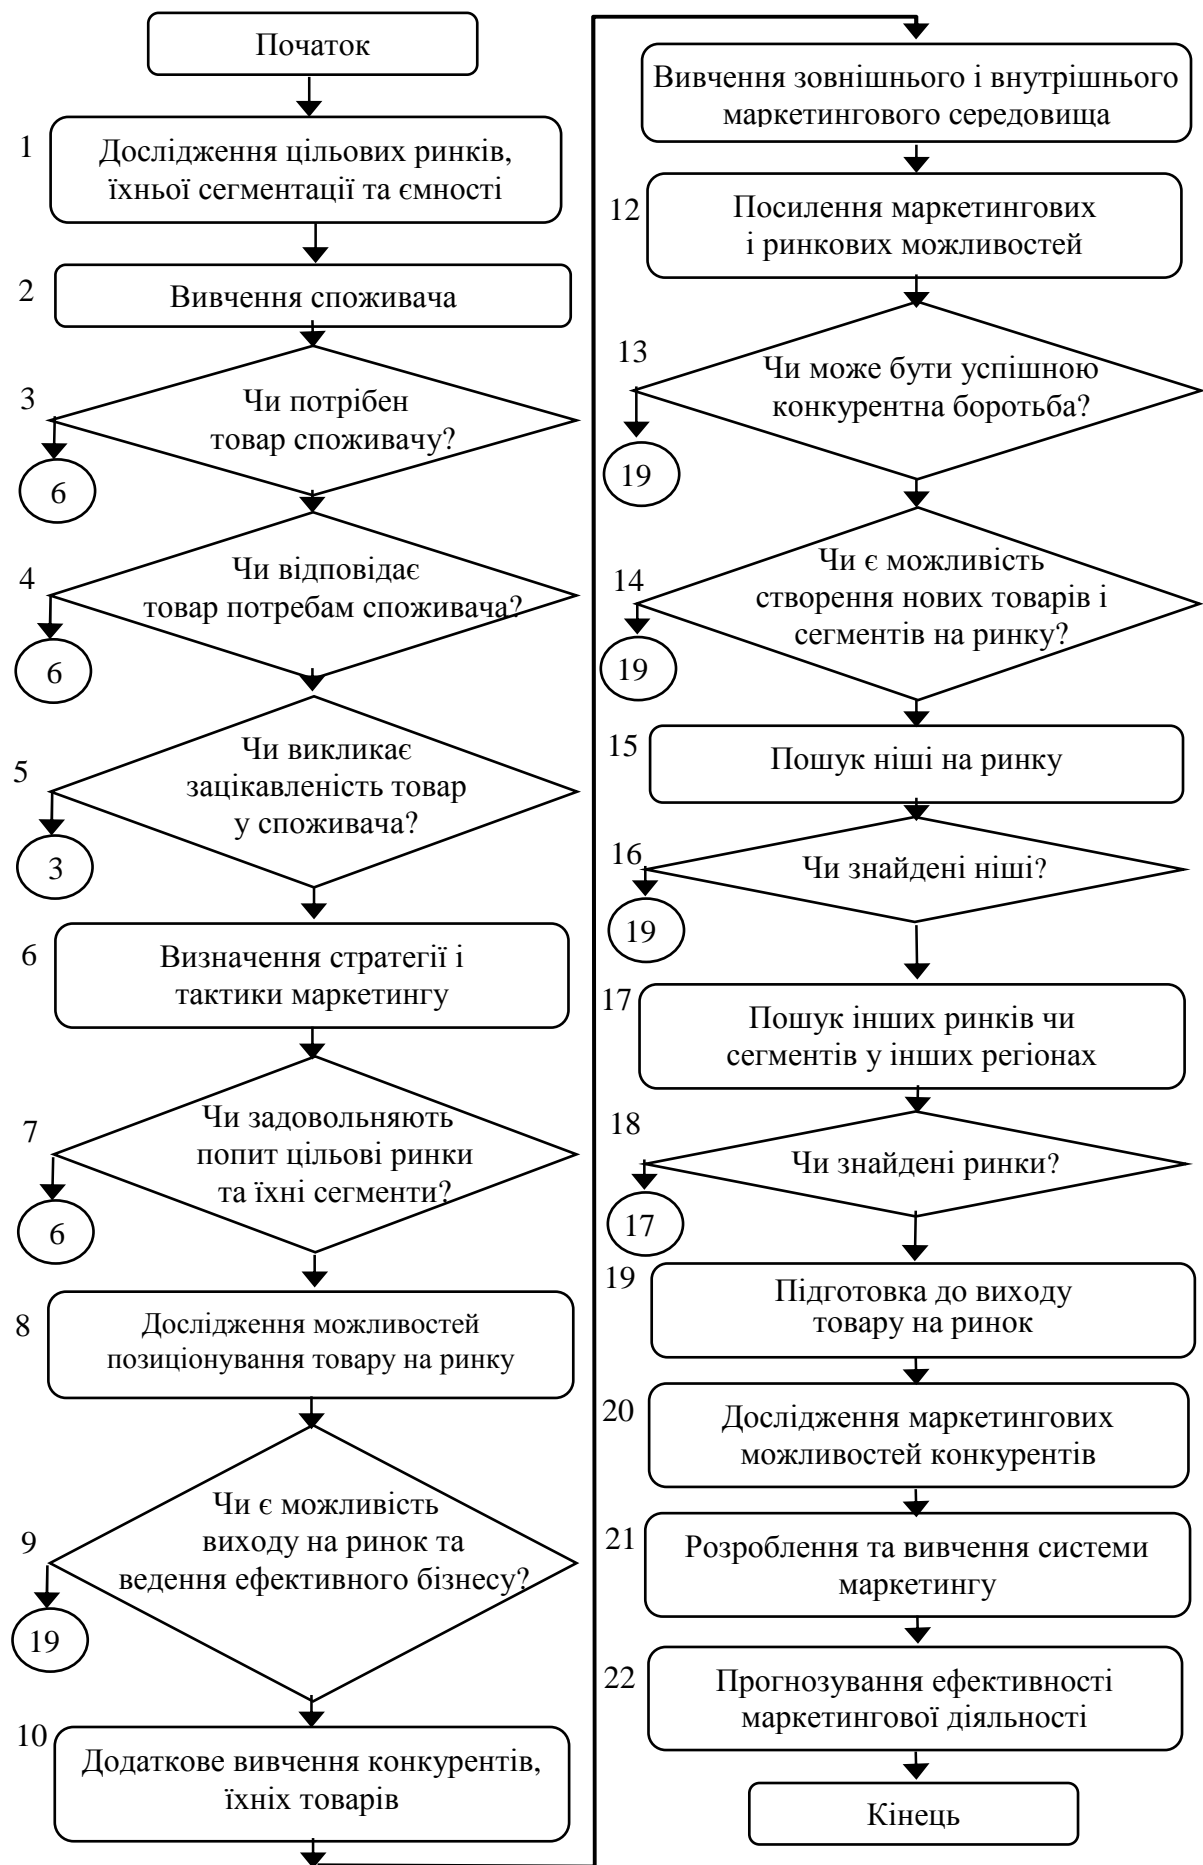 Початок
1
Дослідження цільових ринків,
їхньої сегментації та ємності
2
Вивчення споживача
3
Чи потрібен
товар споживачу?
6
4
Чи відповідає
товар потребам споживача?
6
5
Чи викликає
зацікавленість товар
у споживача?
3
6
Визначення стратегії і
тактики маркетингу
7
Чи задовольняють
попит цільові ринки
та їхні сегменти?
6
8
Дослідження можливостей
позиціонування товару на ринку
9
Чи є можливість
виходу на ринок та
ведення ефективного бізнесу?
19
10
Додаткове вивчення конкурентів,
їхніх товарів
Вивчення зовнішнього і внутрішнього
маркетингового середовища
12
Посилення маркетингових
і ринкових можливостей
13
Чи може бути успішною
конкурентна боротьба?
19
14
Чи є можливість
створення нових товарів і
сегментів на ринку?
19
15
Пошук ніші на ринку
16
Чи знайдені ніші?
19
17
Пошук інших ринків чи
сегментів у інших регіонах
18
Чи знайдені ринки?
17
19
Підготовка до виходу
товару на ринок
20
Дослідження маркетингових
можливостей конкурентів
21
Розроблення та вивчення системи
маркетингу
22
Прогнозування ефективності
маркетингової діяльності
Кінець